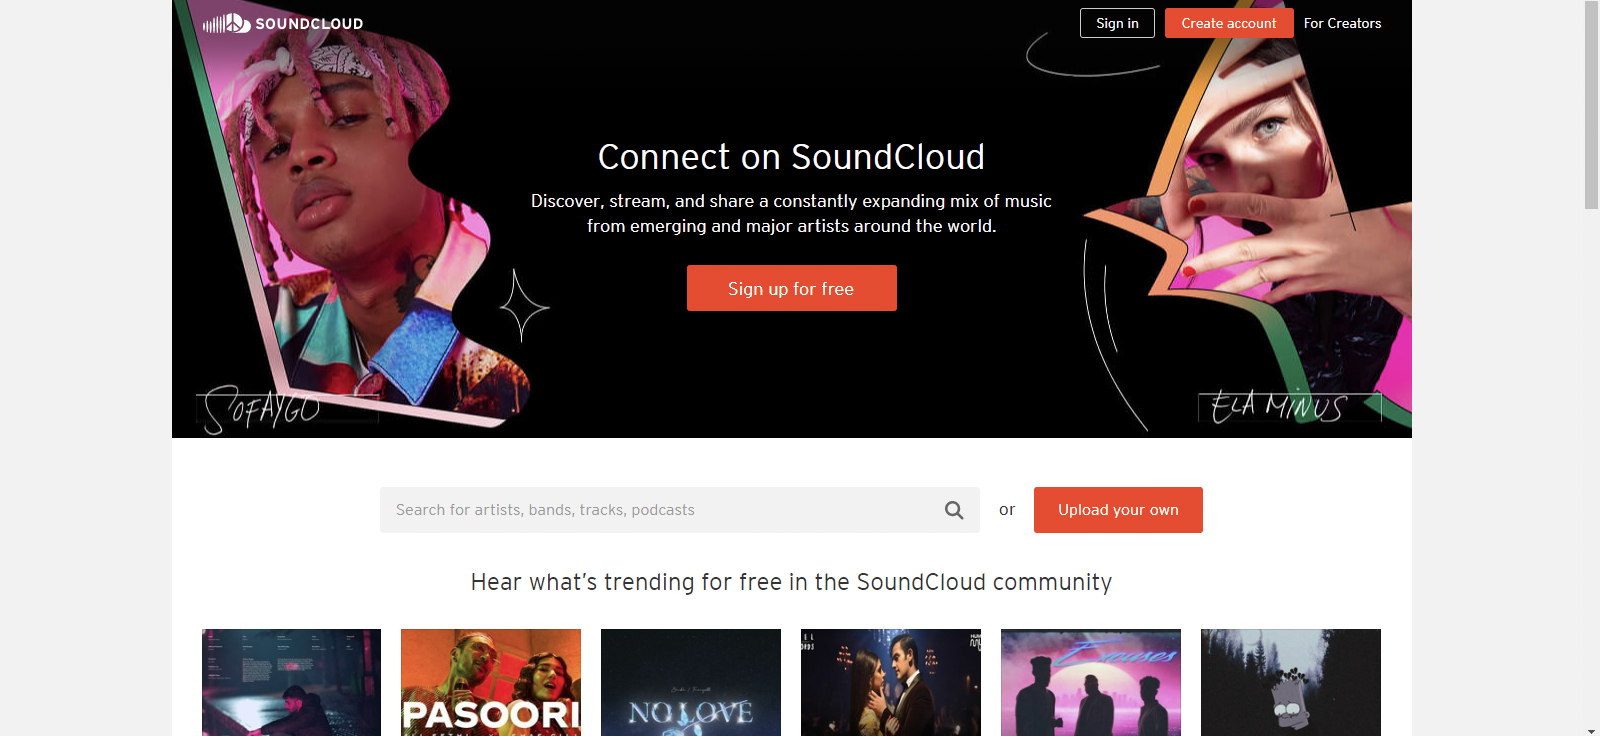 SOUNDCLOUD
Sign in
Create account
For Creators
Connect on SoundCloud
Discover, stream, and share a constantly expanding mix of music
from emerging and major artists around the world.
Sign up for free
SOFAYGO
ELA MINUS
Search for artists, bands, tracks, podcasts
or
Upload your own
Hear what's trending for free in the SoundCloud community
PASOORI
NO LOVE
Excuses